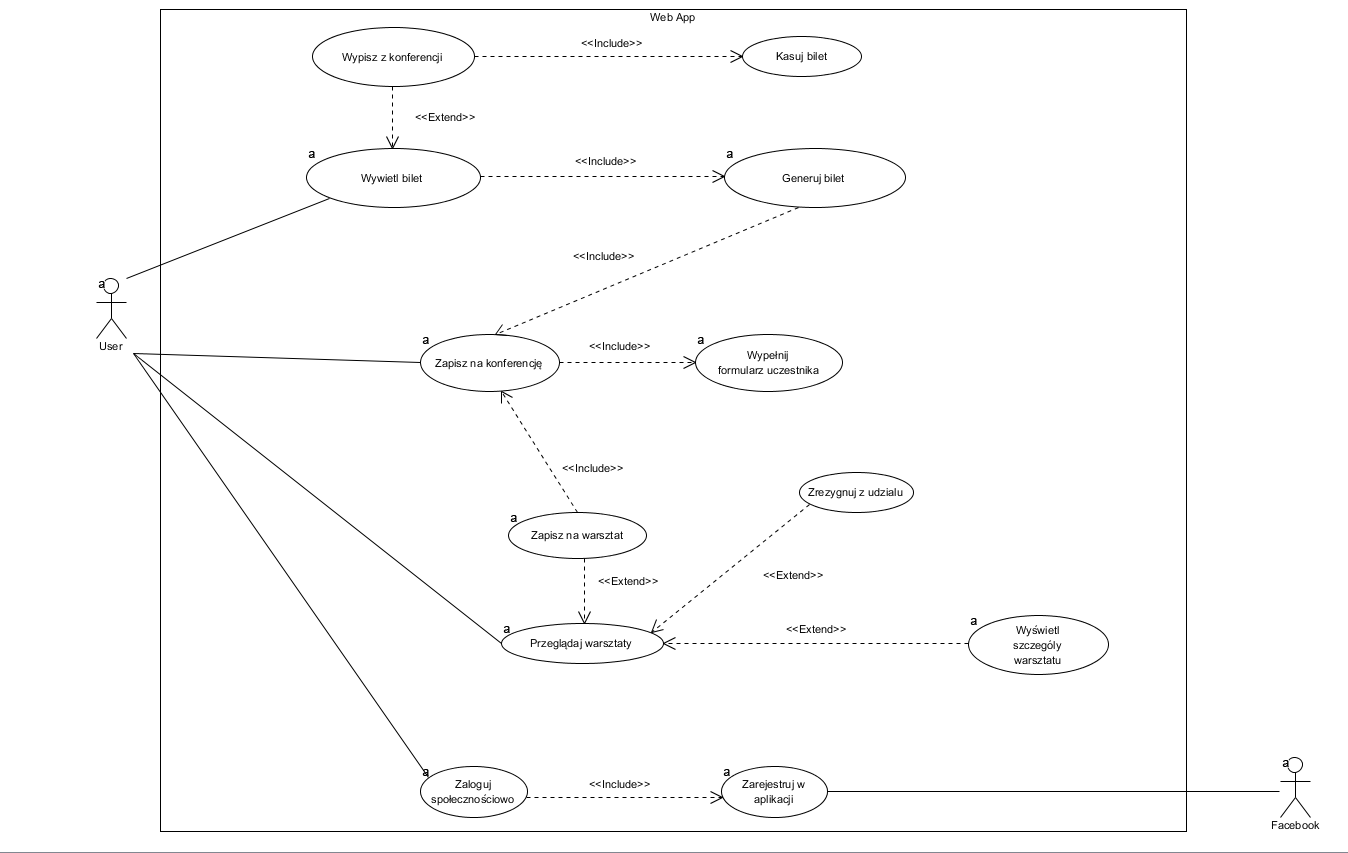 Web App
<<Include>>
Wypisz z konferencji
Kasuj bilet
<<Extend>>
a
a
<<Include>>
Wywietl bilet
Generuj bilet
<<Include>>
a
User
a
a
<<Include>>
Zapisz na konferencję
Wypełnij
formularz uczestnika
<<Include>>
Zrezygnuj z udzialu
a
Zapisz na warsztat
<<Extend>>
<<Extend>>
a
Przeglądaj warsztaty
<<Extend>>
a
Wyświetl
szczególy
warsztatu
a
Zaloguj
społecznościowo
<<Include>>
a
Zarejestruj w
aplikacji
a
Facebook